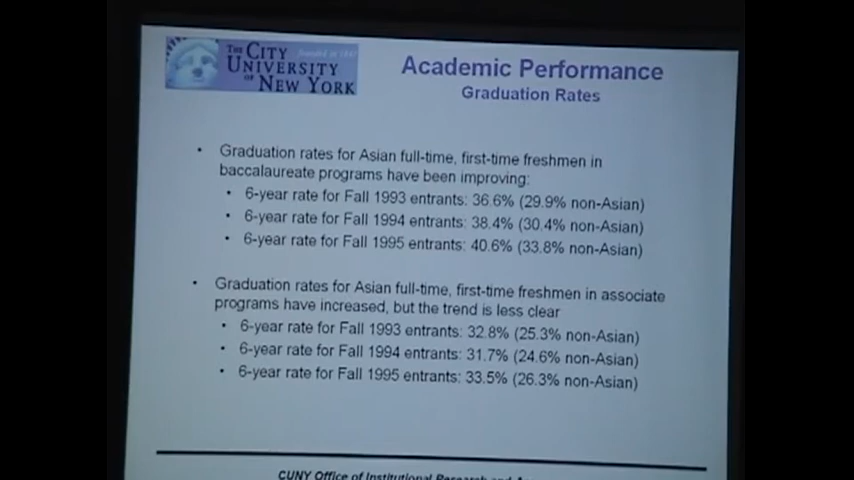 THE CITY
UNIVERSITY
OF NEW YORK
Academic Performance
Graduation Rates
• Graduation rates for Asian full-time, first-time freshmen in
baccalaureate programs have been improving:
• 6-year rate for Fall 1993 entrants: 36.6% (29.9% non-Asian)
• 6-year rate for Fall 1994 entrants: 38.4% (30.4% non-Asian)
• 6-year rate for Fall 1995 entrants: 40.6% (33.8% non-Asian)
• Graduation rates for Asian full-time, first-time freshmen in associate
programs have increased, but the trend is less clear
• 6-year rate for Fall 1993 entrants: 32.8% (25.3% non-Asian)
• 6-year rate for Fall 1994 entrants: 31.7% (24.6% non-Asian)
• 6-year rate for Fall 1995 entrants: 33.5% (26.3% non-Asian)
CUNY Office of Institutional Research and